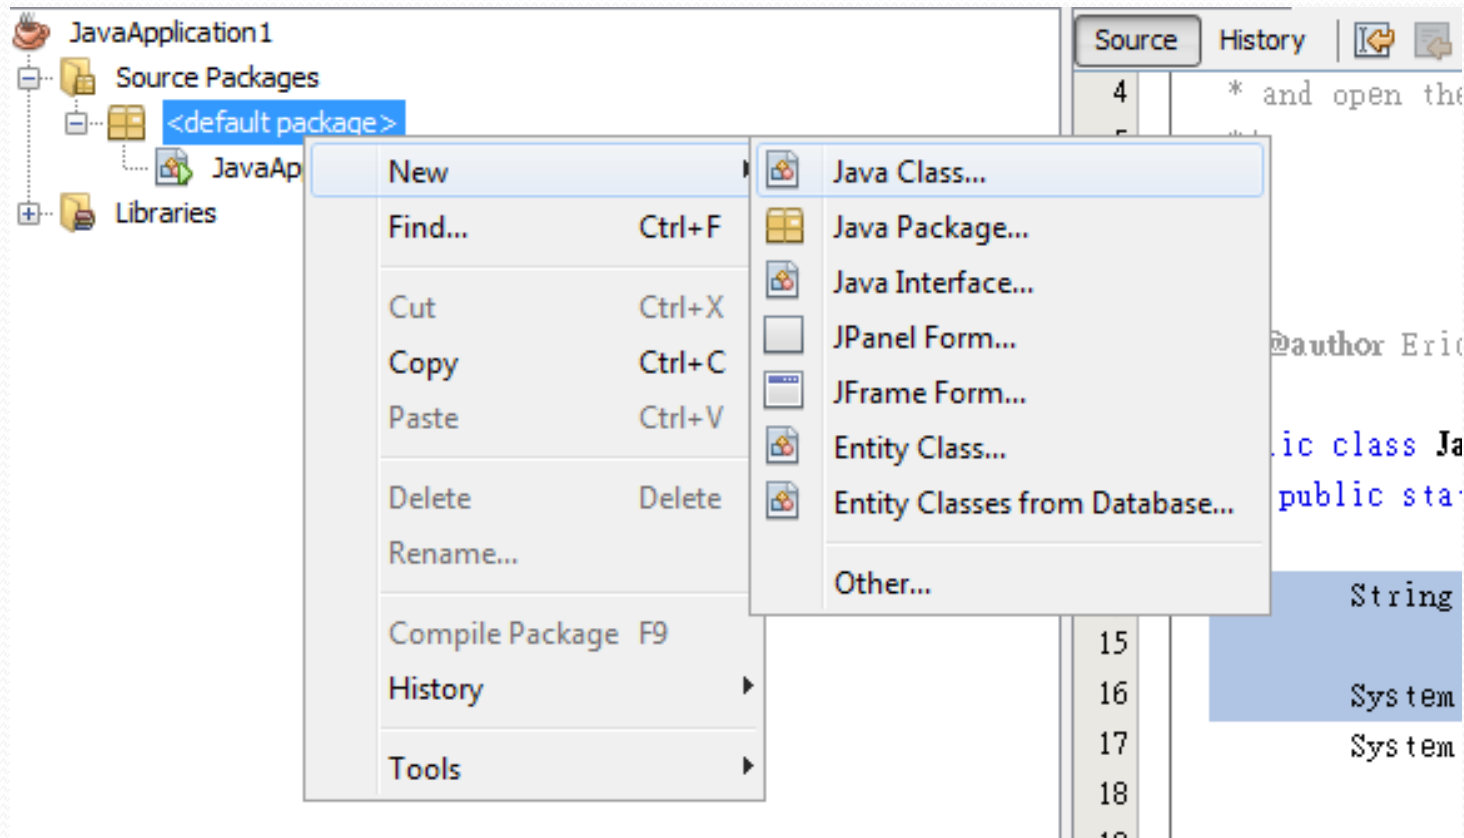 JavaApplication1
Source Packages
<default package>
JavaAp
Libraries
New
Find... Ctrl+F
Cut Ctrl+X
Copy Ctrl+C
Paste Ctrl+V
Delete Delete
Rename...
Compile Package F9
History
Tools
Java Class...
Java Package...
Java Interface...
JPanel Form...
JFrame Form...
Entity Class...
Entity Classes from Database...
Other...
Source History
4 * and open the
@author Eric
ic class Ja
public sta
String
15
16 System
17 System
18